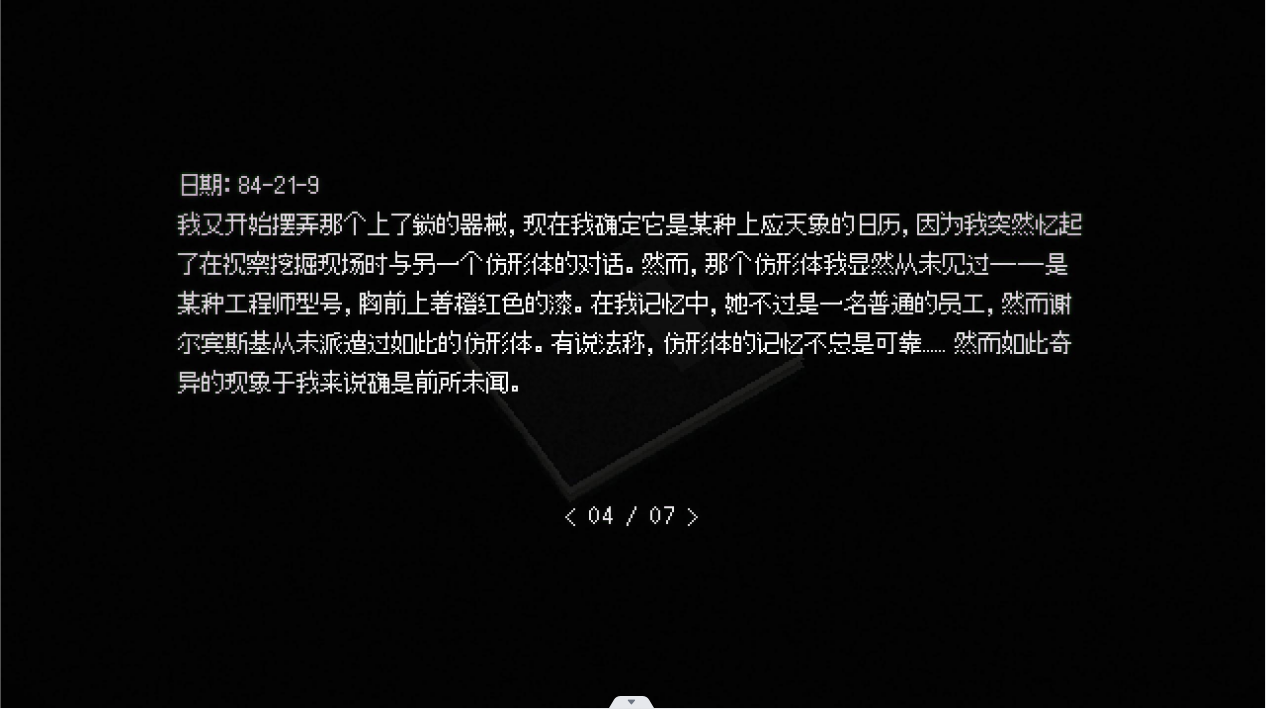 日期：84-21-9
我又开始摆弄那个上了锁的器械，现在我确定它是某种上应天象的日历，因为我突然忆起
了在视察挖掘现场时与另一个仿形体的对话。然而，那个仿形体我显然从未见过——是
某种工程师型号，胸前上着橙红色的漆。在我记忆中，她不过是一名普通的员工，然而谢
尔宾斯基从未派遣过如此的仿形体。有说法称，仿形体的记忆不总是可靠…… 然而如此奇
异的现象于我来说确是前所未闻。
< 04 / 07 >